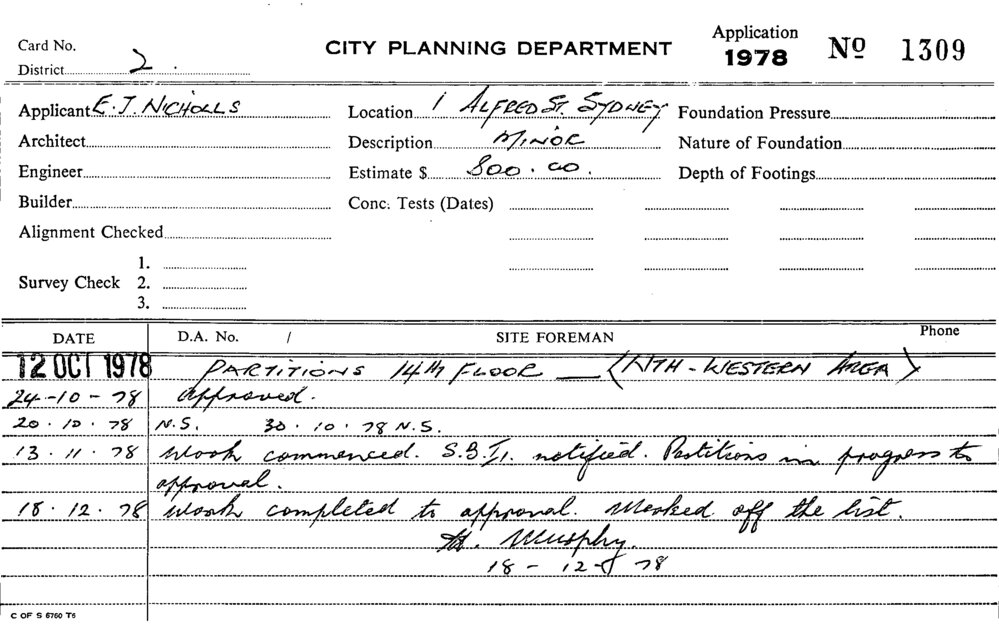 Card No.
District 2
CITY PLANNING DEPARTMENT
Application
1978
Nº 1309
Applicant E. J. NICHOLLS
Location 1 ALFRED ST. SYDNEY
Foundation Pressure
Architect
Description MINOR
Nature of Foundation
Engineer
Estimate $ 800.00.
Depth of Footings
Builder
Conc. Tests (Dates)
Alignment Checked
Survey Check 1.
2.
3.
DATE D.A. No. / SITE FOREMAN Phone
12 OCT 1978 PARTITIONS 14TH FLOOR — (NTH-WESTERN AREA)
24-10-78 Approved.
20.10.78 N.S. 30.10.78 N.S.
13.11.78 Work commenced. S.B.I. notified. Partitions in progress to
approval.
18.12.78 Work completed to approval. Marked off the list.
Murphy.
18-12-78
C OF S 6760 T6